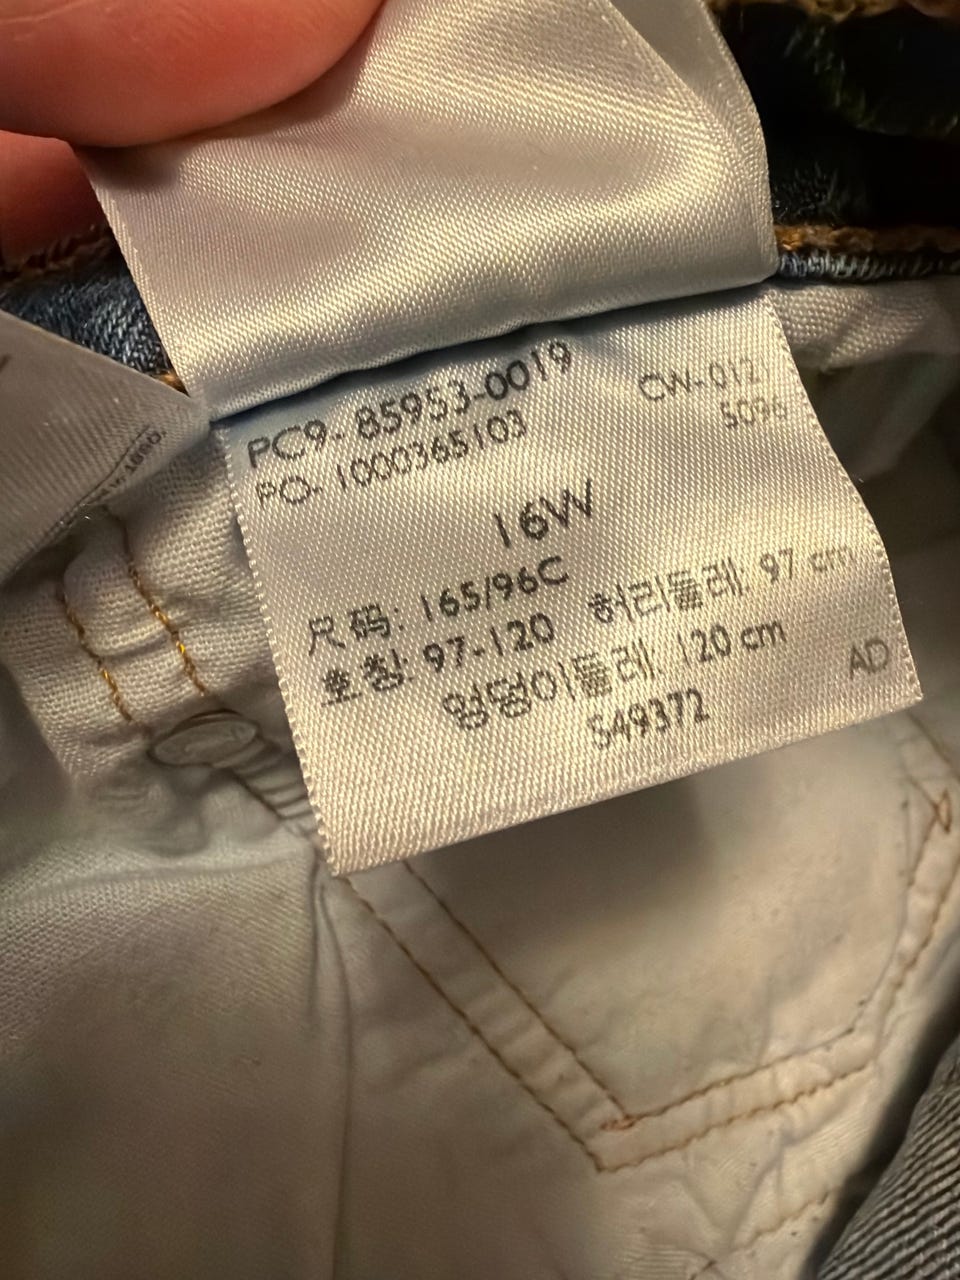 PC9- 85953-0019 CW- 012
PO- 1000365103 5096
16W
尺码: 165/96C
호칭: 97-120 허리둘레: 97 cm
엉덩이둘레: 120 cm AD
S49372